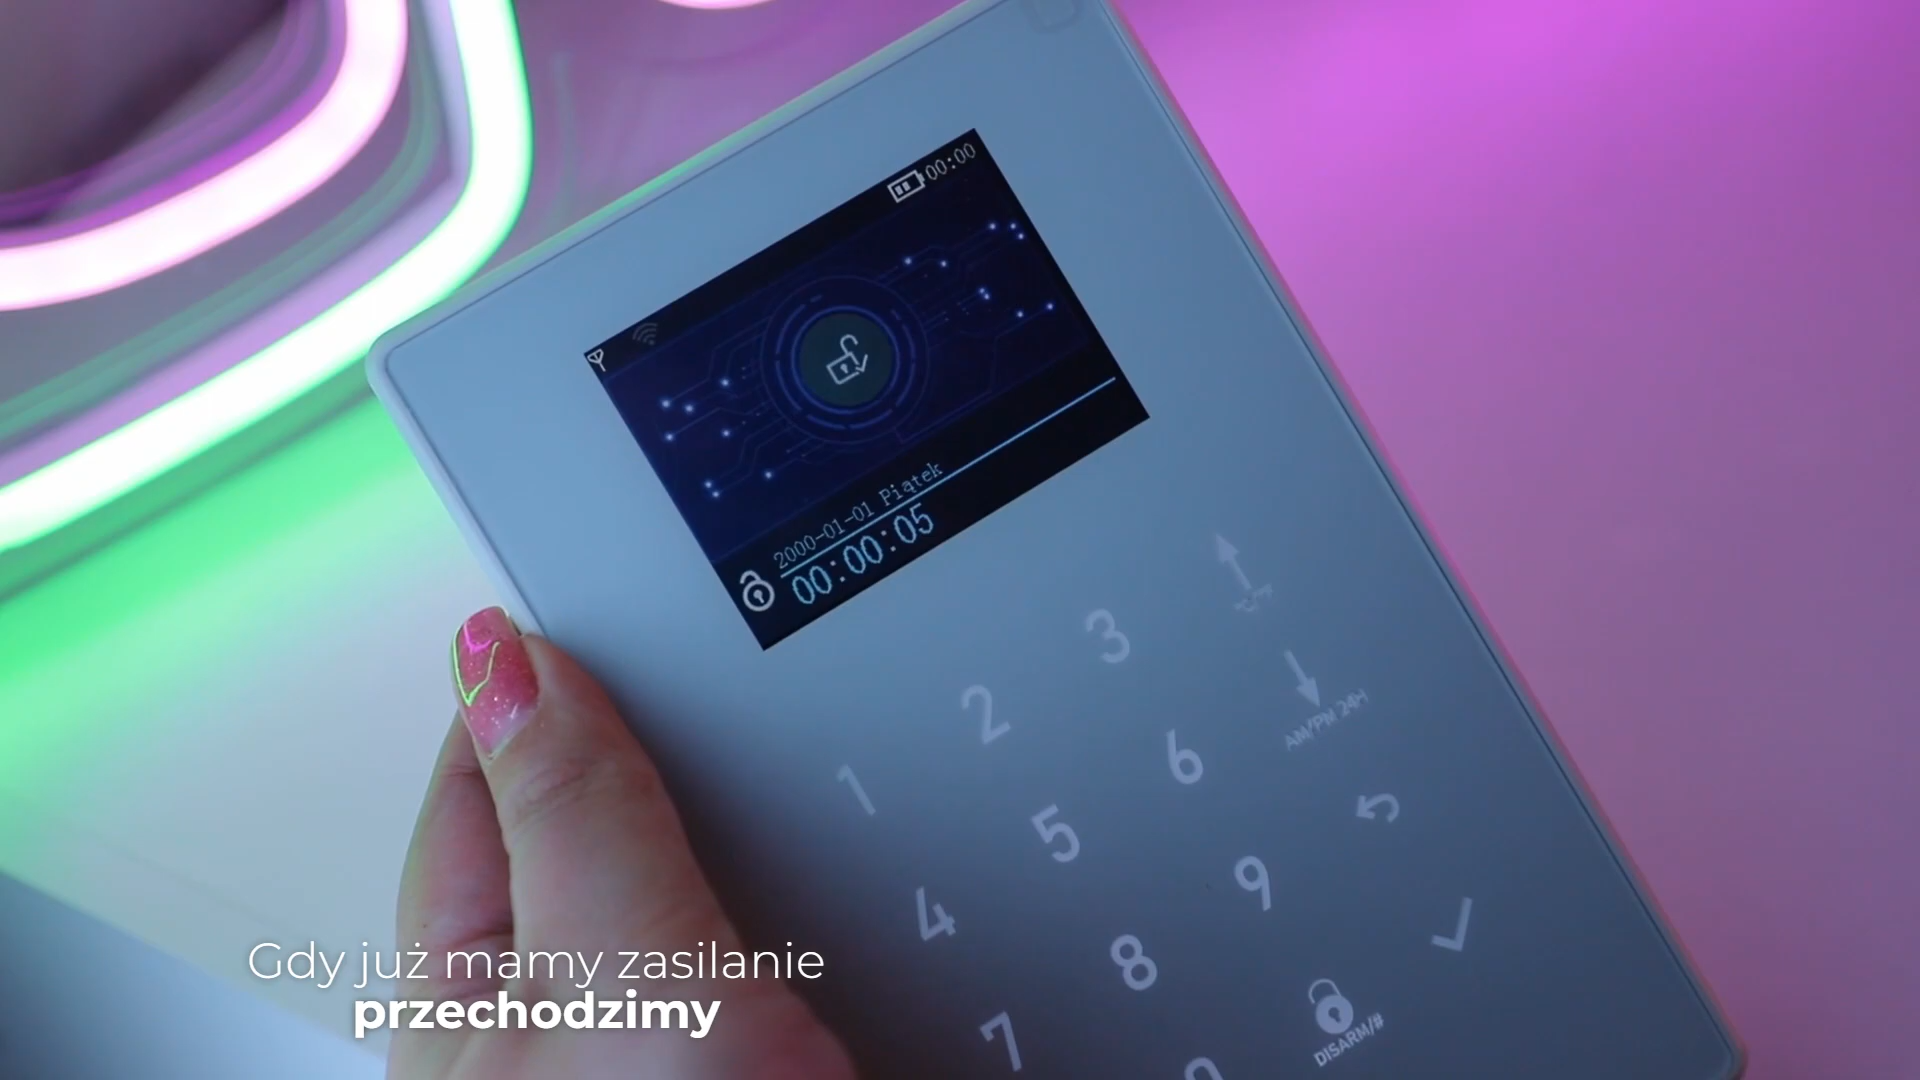 00:00
2000-01-01 Piątek
00:00:05
1 2 3
4 5 6
AM/PM 24H
7 8 9
DISARM/#
Gdy już mamy zasilanie
przechodzimy